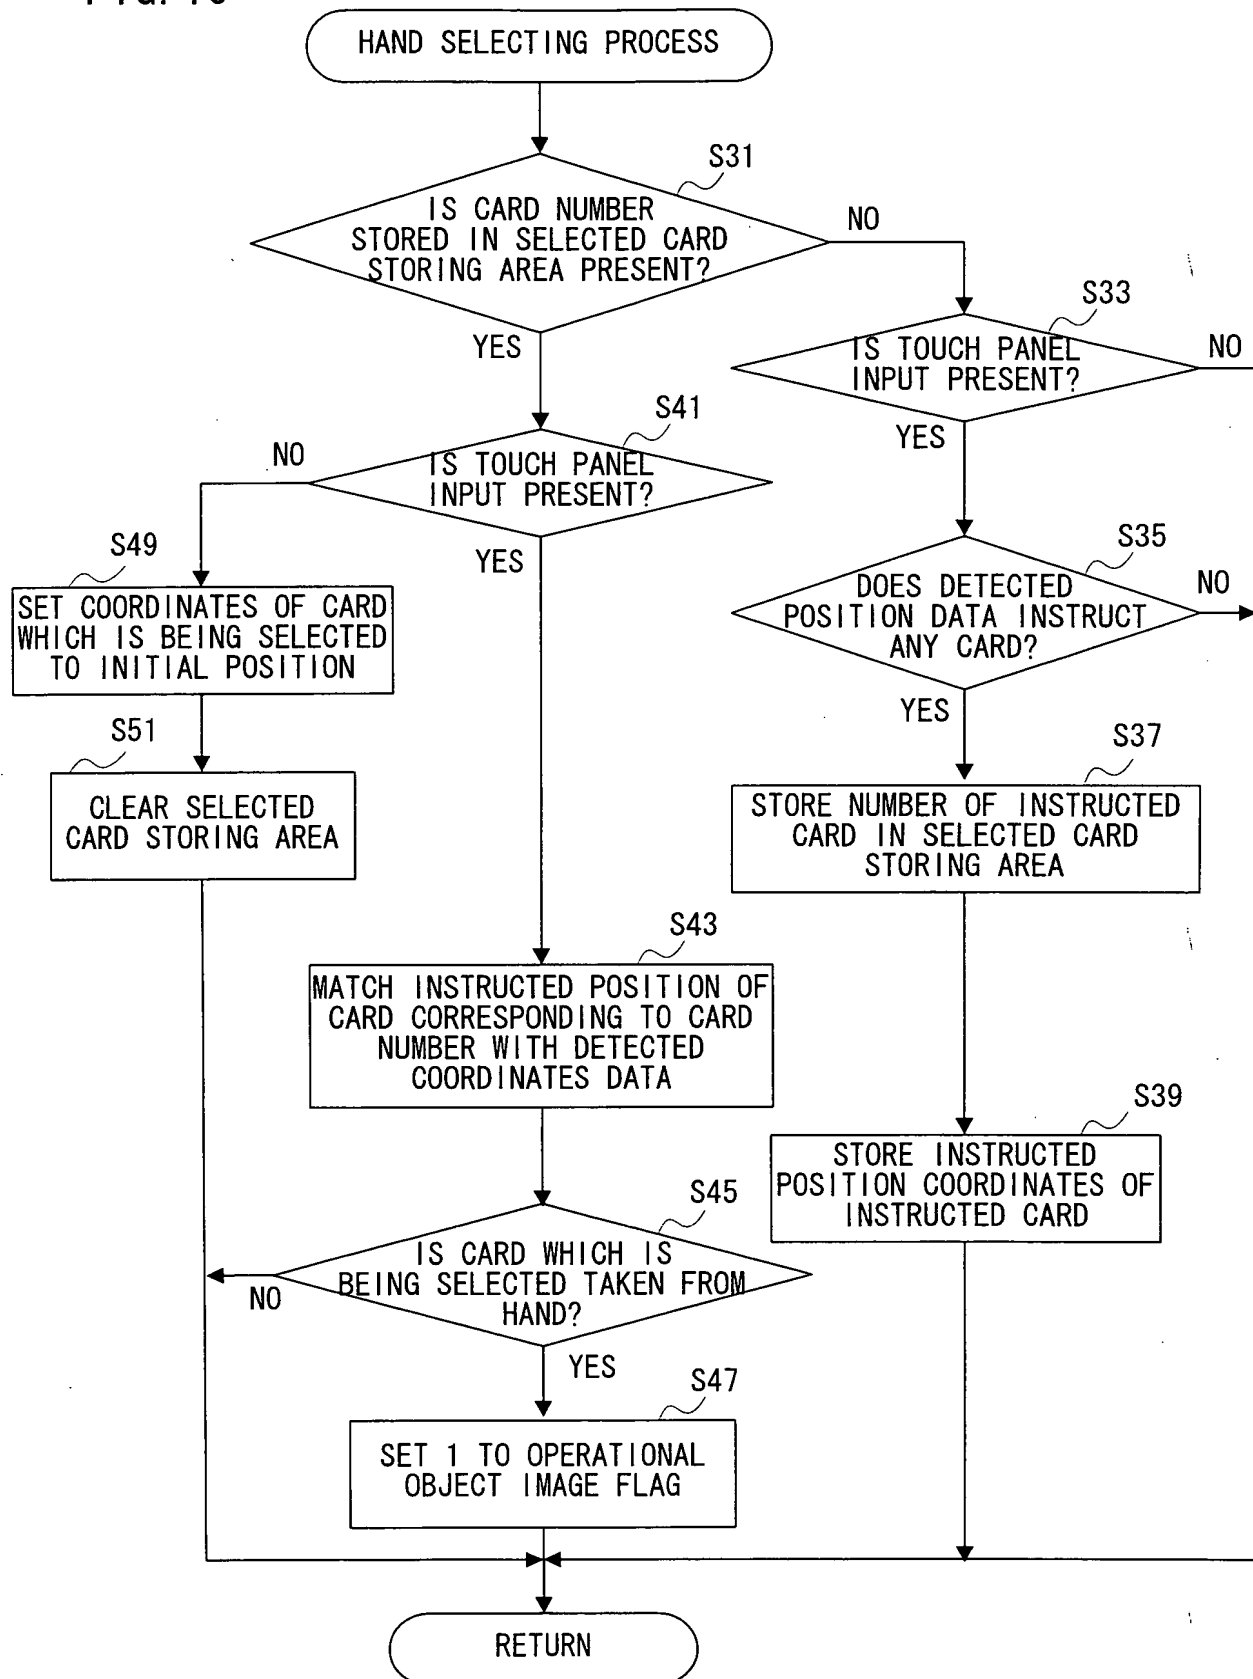 HAND SELECTING PROCESS
S31
IS CARD NUMBER
STORED IN SELECTED CARD
STORING AREA PRESENT?
NO
YES
S33
IS TOUCH PANEL
INPUT PRESENT?
NO
YES
S41
IS TOUCH PANEL
INPUT PRESENT?
NO
YES
S35
DOES DETECTED
POSITION DATA INSTRUCT
ANY CARD?
NO
YES
S49
SET COORDINATES OF CARD
WHICH IS BEING SELECTED
TO INITIAL POSITION
S51
CLEAR SELECTED
CARD STORING AREA
S37
STORE NUMBER OF INSTRUCTED
CARD IN SELECTED CARD
STORING AREA
S43
MATCH INSTRUCTED POSITION OF
CARD CORRESPONDING TO CARD
NUMBER WITH DETECTED
COORDINATES DATA
S39
STORE INSTRUCTED
POSITION COORDINATES OF
INSTRUCTED CARD
S45
IS CARD WHICH IS
BEING SELECTED TAKEN FROM
HAND?
NO
YES
S47
SET 1 TO OPERATIONAL
OBJECT IMAGE FLAG
RETURN